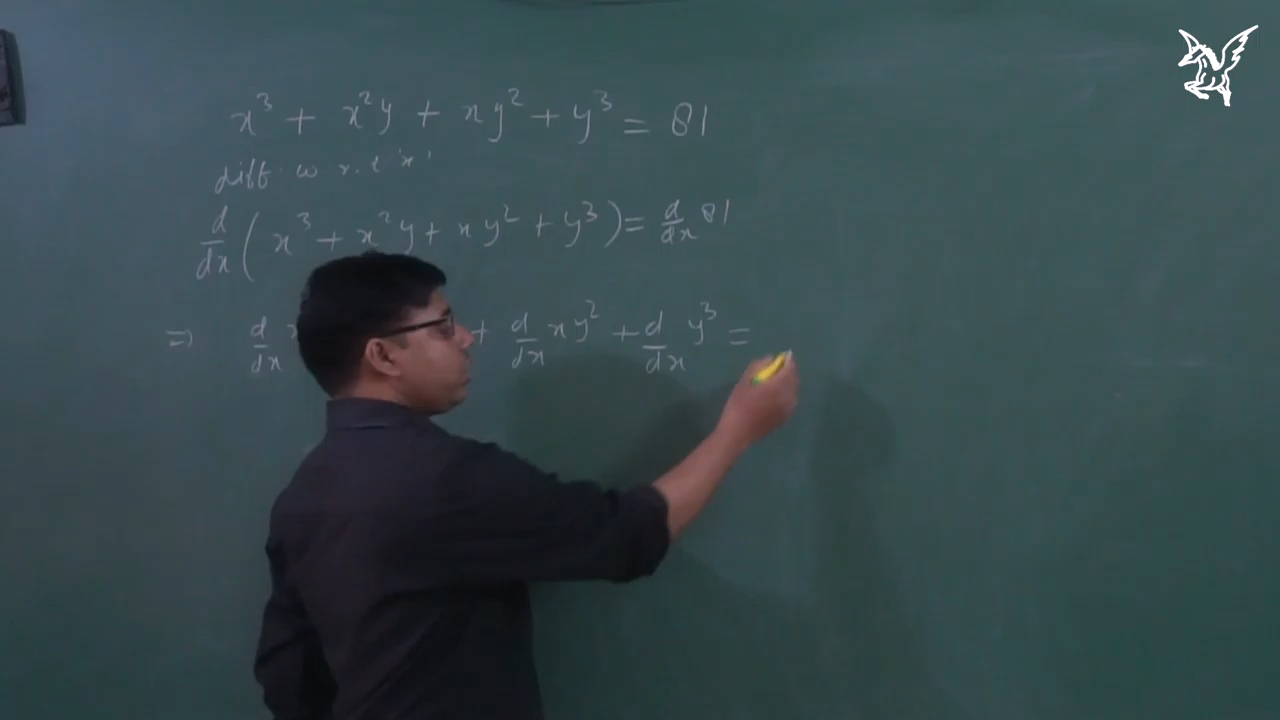 x³ + x²y + xy² + y³ = 81
diff. w.r.t 'x'
d/dx (x³ + x²y + xy² + y³) = d/dx 81
⇒ d/dx + d/dx xy² + d/dx y³ =